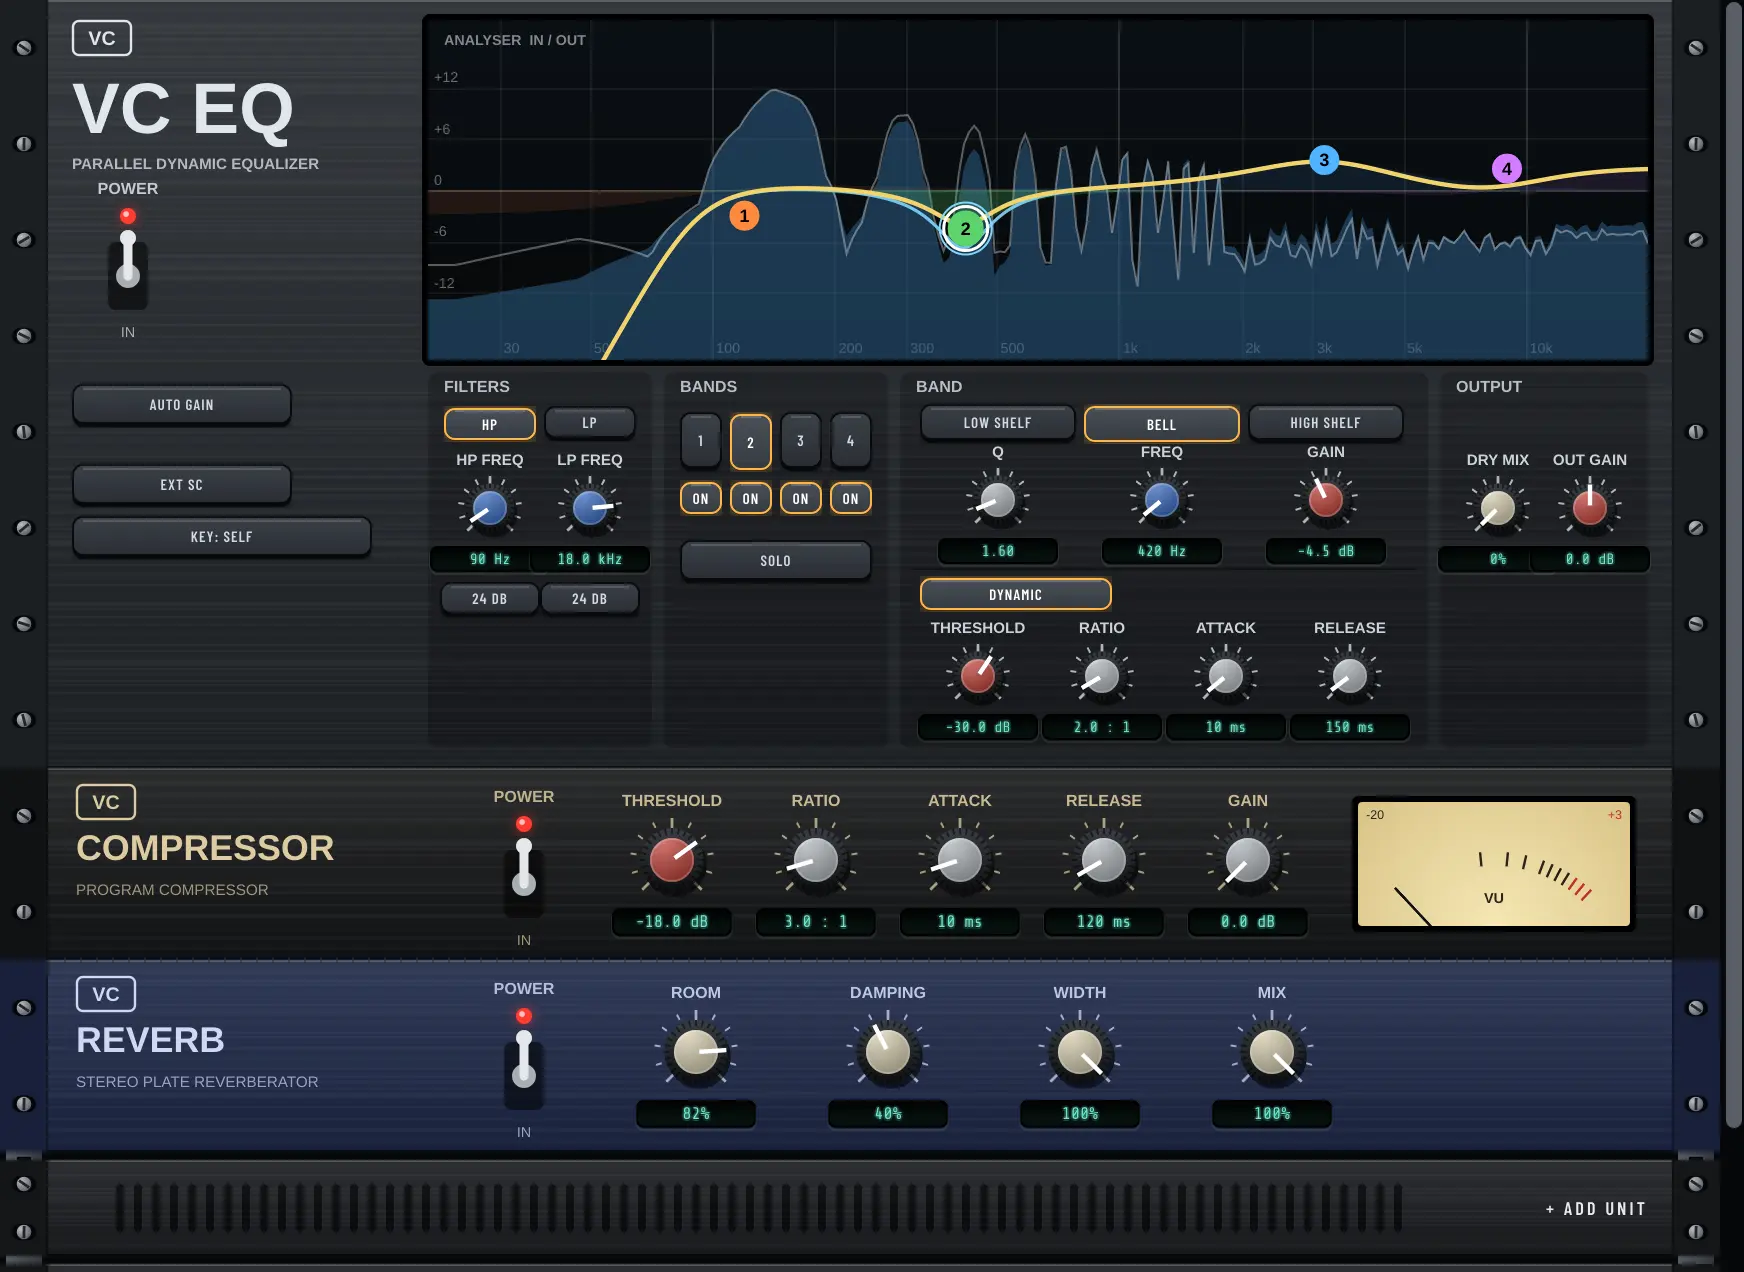 VC
VC EQ
PARALLEL DYNAMIC EQUALIZER
POWER
IN
AUTO GAIN
EXT SC
KEY: SELF
ANALYSER IN / OUT
+12
+6
0
-6
-12
30 50 100 200 300 500 1k 2k 3k 5k 10k
1 2 3 4
FILTERS
HP LP
HP FREQ LP FREQ
90 Hz 18.0 kHz
24 DB 24 DB
BANDS
1 2 3 4
ON ON ON ON
SOLO
BAND
LOW SHELF BELL HIGH SHELF
Q FREQ GAIN
1.60 420 Hz -4.5 dB
DYNAMIC
THRESHOLD RATIO ATTACK RELEASE
-30.0 dB 2.0 : 1 10 ms 150 ms
OUTPUT
DRY MIX OUT GAIN
0% 0.0 dB
VC
COMPRESSOR
PROGRAM COMPRESSOR
POWER
IN
THRESHOLD RATIO ATTACK RELEASE GAIN
-18.0 dB 3.0 : 1 10 ms 120 ms 0.0 dB
-20 +3
VU
VC
REVERB
STEREO PLATE REVERBERATOR
POWER
IN
ROOM DAMPING WIDTH MIX
82% 40% 100% 100%
+ ADD UNIT